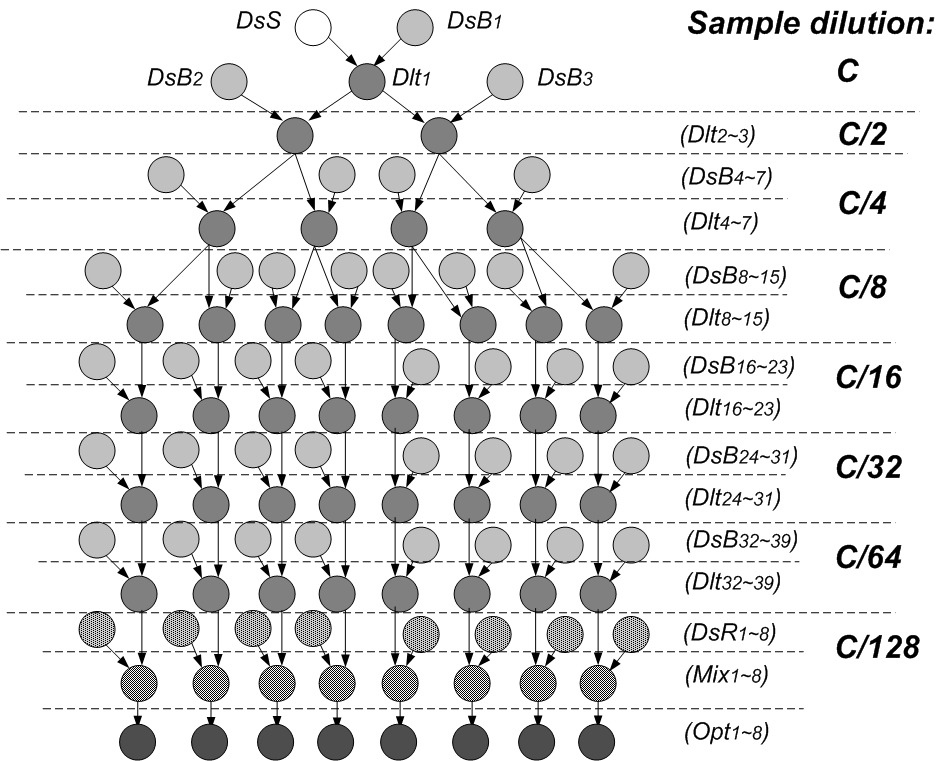 DsS
DsB1
Sample dilution:
DsB2
Dlt1
DsB3
C
(Dlt2~3)
C/2
(DsB4~7)
C/4
(Dlt4~7)
(DsB8~15)
C/8
(Dlt8~15)
(DsB16~23)
C/16
(Dlt16~23)
(DsB24~31)
C/32
(Dlt24~31)
(DsB32~39)
C/64
(Dlt32~39)
(DsR1~8)
C/128
(Mix1~8)
(Opt1~8)